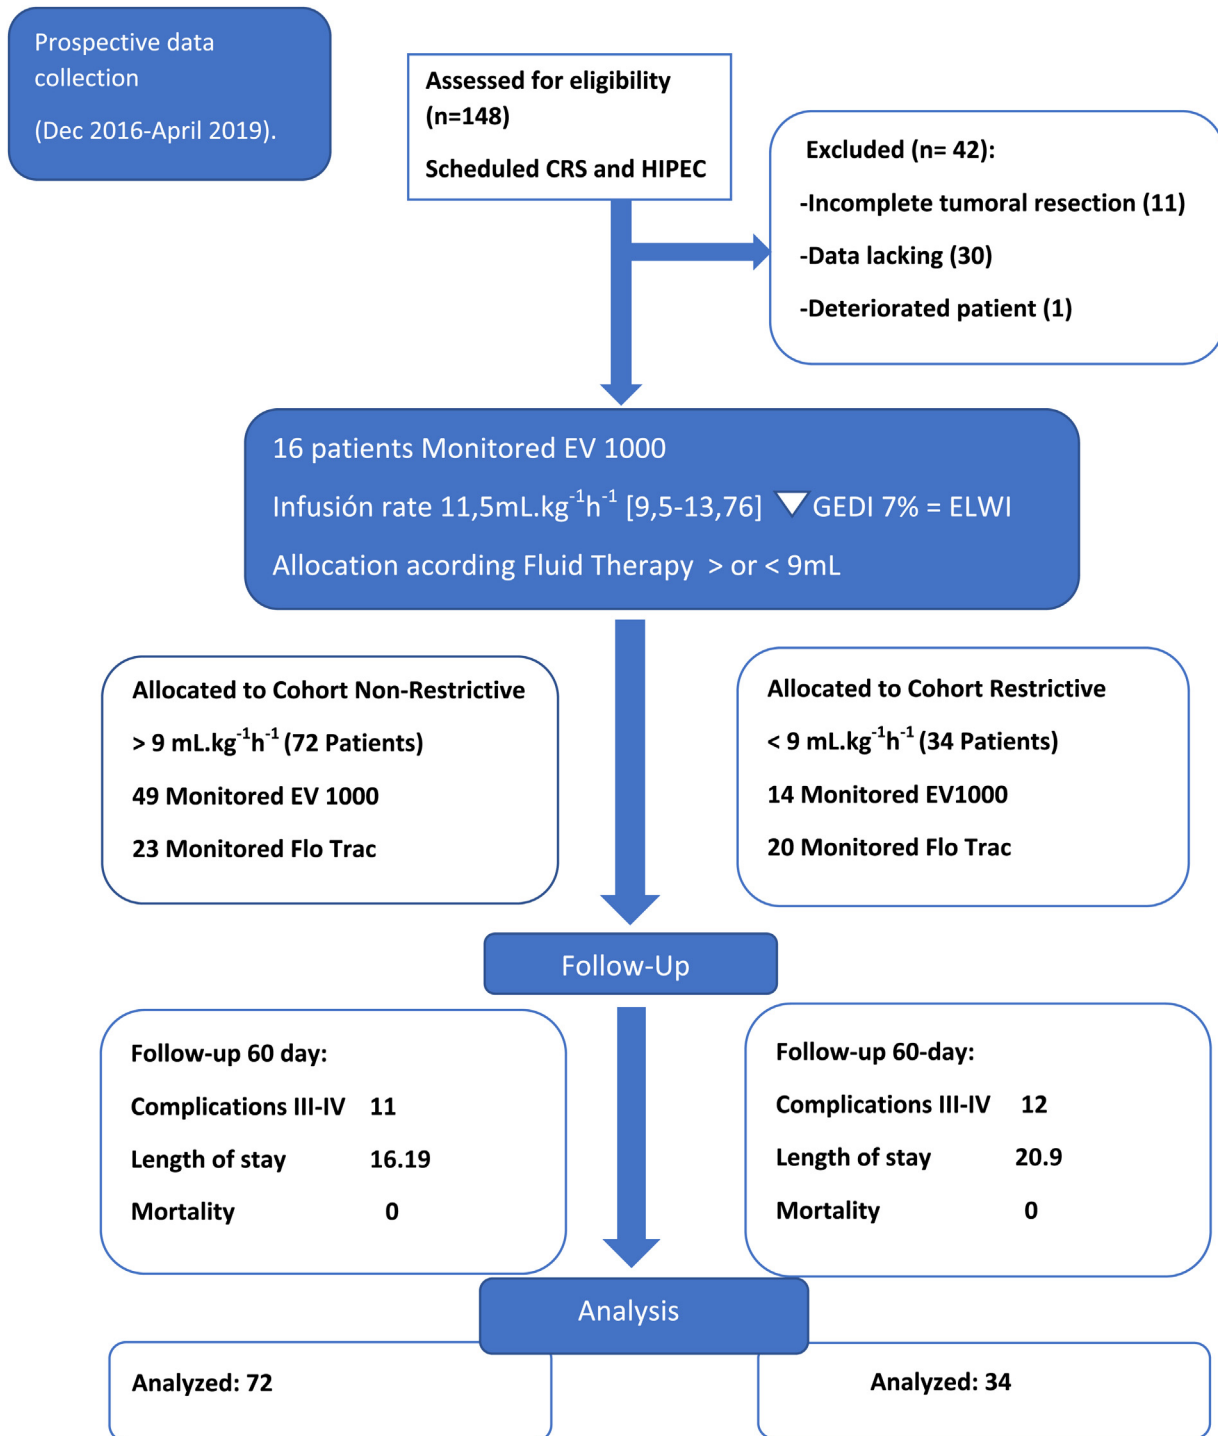 Prospective data
collection
(Dec 2016-April 2019).
Assessed for eligibility
(n=148)
Scheduled CRS and HIPEC
Excluded (n= 42):
-Incomplete tumoral resection (11)
-Data lacking (30)
-Deteriorated patient (1)
16 patients Monitored EV 1000
Infusión rate 11,5mL.kg⁻¹h⁻¹ [9,5-13,76] ▽ GEDI 7% = ELWI
Allocation acording Fluid Therapy > or < 9mL
Allocated to Cohort Non-Restrictive
> 9 mL.kg⁻¹h⁻¹ (72 Patients)
49 Monitored EV 1000
23 Monitored Flo Trac
Allocated to Cohort Restrictive
< 9 mL.kg⁻¹h⁻¹ (34 Patients)
14 Monitored EV1000
20 Monitored Flo Trac
Follow-Up
Follow-up 60 day:
Complications III-IV 11
Length of stay 16.19
Mortality 0
Follow-up 60-day:
Complications III-IV 12
Length of stay 20.9
Mortality 0
Analysis
Analyzed: 72
Analyzed: 34